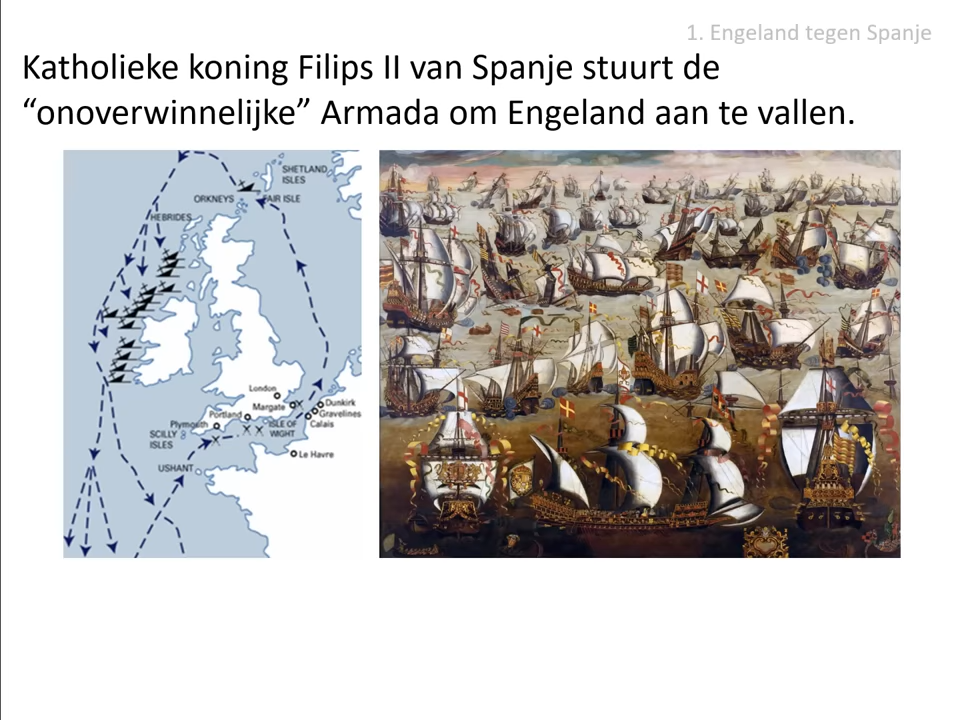 1. Engeland tegen Spanje
Katholieke koning Filips II van Spanje stuurt de
“onoverwinnelijke” Armada om Engeland aan te vallen.
SHETLAND
ISLES
ORKNEYS
FAIR ISLE
HEBRIDES
London
Margate
Dunkirk
Gravelines
Portland
Calais
Plymouth
ISLE OF
WIGHT
SCILLY
ISLES
Le Havre
USHANT